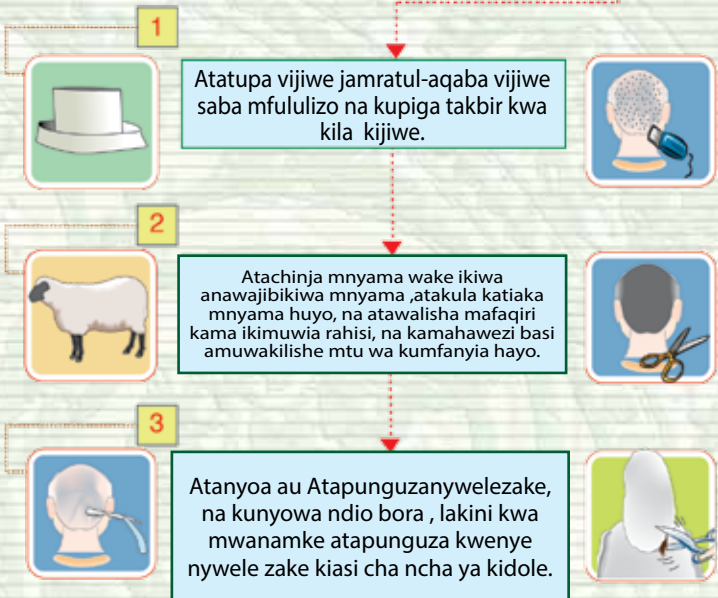 1
Atatupa vijiwe jamratul-aqaba vijiwe
saba mfululizo na kupiga takbir kwa
kila kijiwe.
2
Atachinja mnyama wake ikiwa
anawajibikiwa mnyama ,atakula katiaka
mnyama huyo, na atawalisha mafaqiri
kama ikimuwia rahisi, na kamahawezi basi
amuwakilishe mtu wa kumfanyia hayo.
3
Atanyoa au Atapunguzanywelezake,
na kunyowa ndio bora , lakini kwa
mwanamke atapunguza kwenye
nywele zake kiasi cha ncha ya kidole.